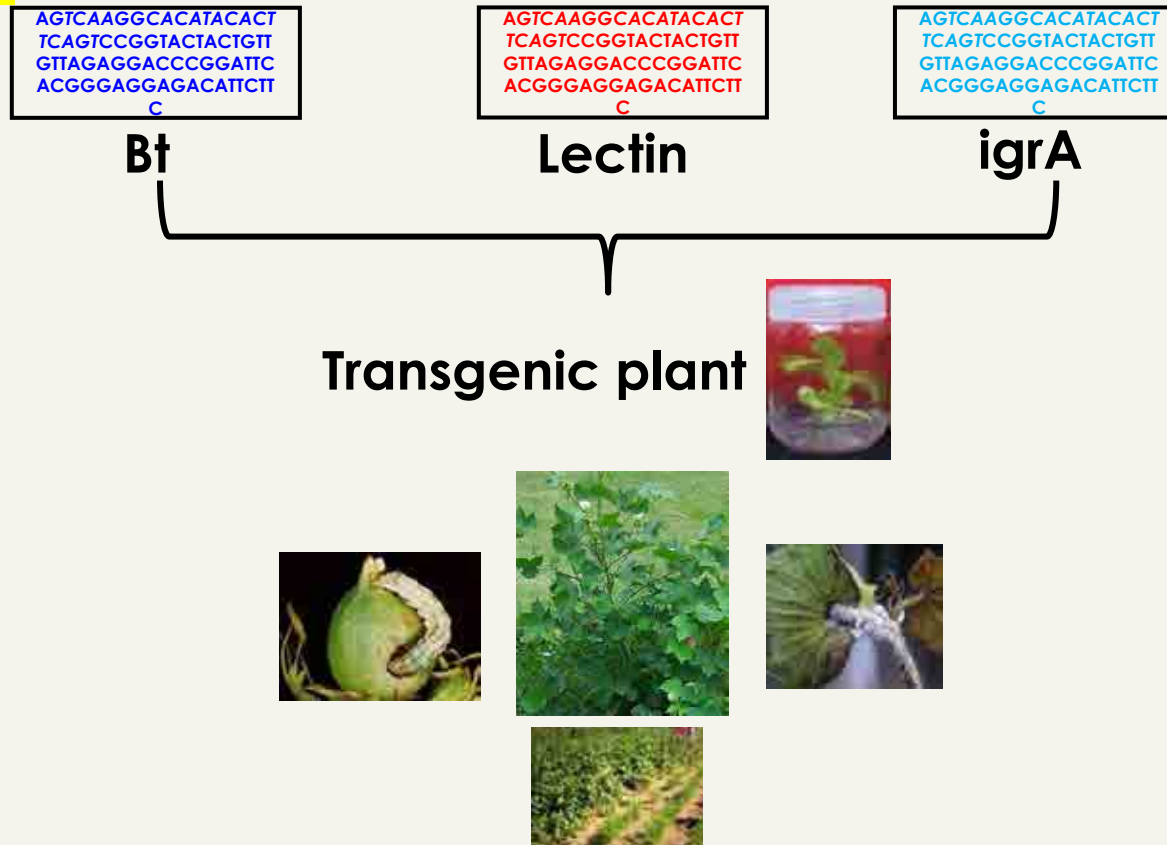 AGTCAAGGCACATACACT
TCAGTCCGGTACTACTGTT
GTTAGAGGACCCGGATTC
ACGGGAGGAGACATTCTT
C
Bt
AGTCAAGGCACATACACT
TCAGTCCGGTACTACTGTT
GTTAGAGGACCCGGATTC
ACGGGAGGAGACATTCTT
C
Lectin
AGTCAAGGCACATACACT
TCAGTCCGGTACTACTGTT
GTTAGAGGACCCGGATTC
ACGGGAGGAGACATTCTT
C
igrA
Transgenic plant